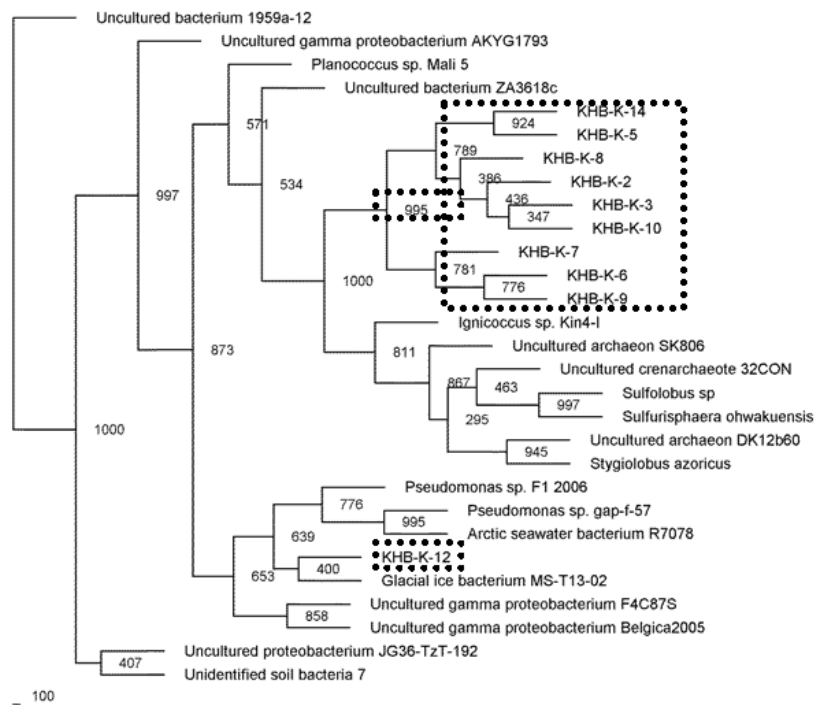 Uncultured bacterium 1959a-12
Uncultured gamma proteobacterium AKYG1793
Planococcus sp. Mali 5
571
Uncultured bacterium ZA3618c
KHB-K-14
924
KHB-K-5
789
KHB-K-8
386
KHB-K-2
997
534
436
KHB-K-3
995
347
KHB-K-10
KHB-K-7
781
KHB-K-6
1000
776
KHB-K-9
Ignicoccus sp. Kin4-I
873
811
Uncultured archaeon SK806
Uncultured crenarchaeote 32CON
867
463
Sulfolobus sp
997
295
Sulfurisphaera ohwakuensis
1000
Uncultured archaeon DK12b60
945
Stygiolobus azoricus
Pseudomonas sp. F1 2006
776
Pseudomonas sp. gap-f-57
995
639
Arctic seawater bacterium R7078
KHB-K-12
653
400
Glacial ice bacterium MS-T13-02
Uncultured gamma proteobacterium F4C87S
858
Uncultured gamma proteobacterium Belgica2005
Uncultured proteobacterium JG36-TzT-192
407
Unidentified soil bacteria 7
100